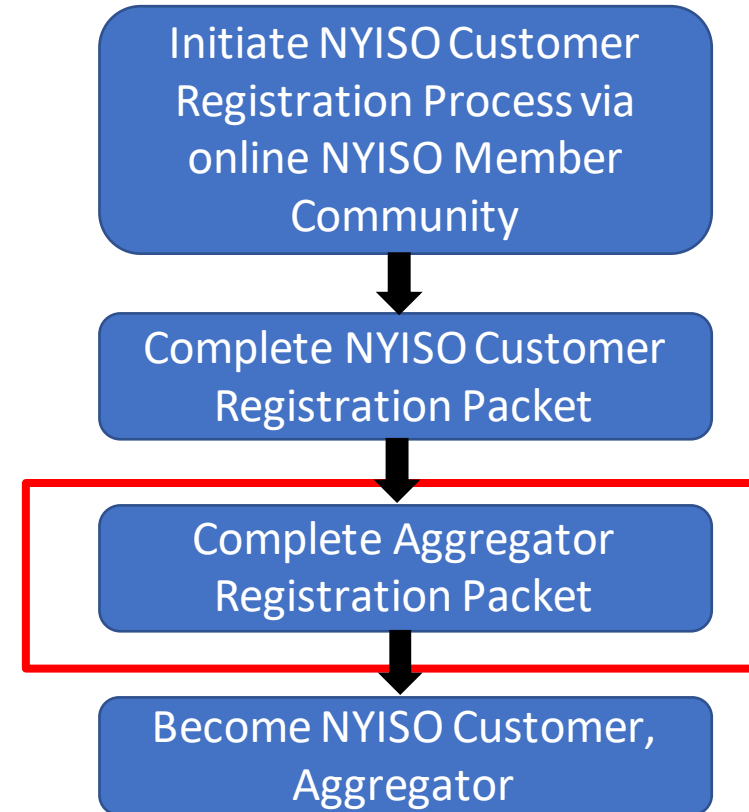 Initiate NYISO Customer
Registration Process via
online NYISO Member
Community
Complete NYISO Customer
Registration Packet
Complete Aggregator
Registration Packet
Become NYISO Customer,
Aggregator